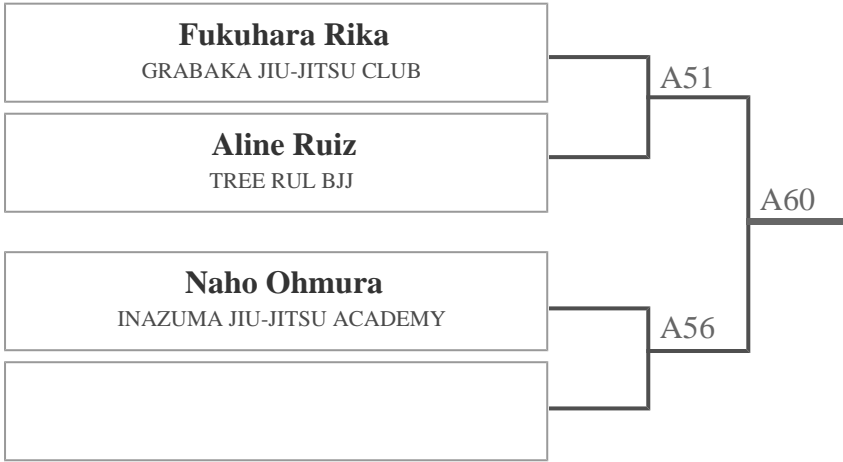 Fukuhara Rika
GRABAKA JIU-JITSU CLUB
A51
Aline Ruiz
TREE RUL BJJ
A60
Naho Ohmura
INAZUMA JIU-JITSU ACADEMY
A56